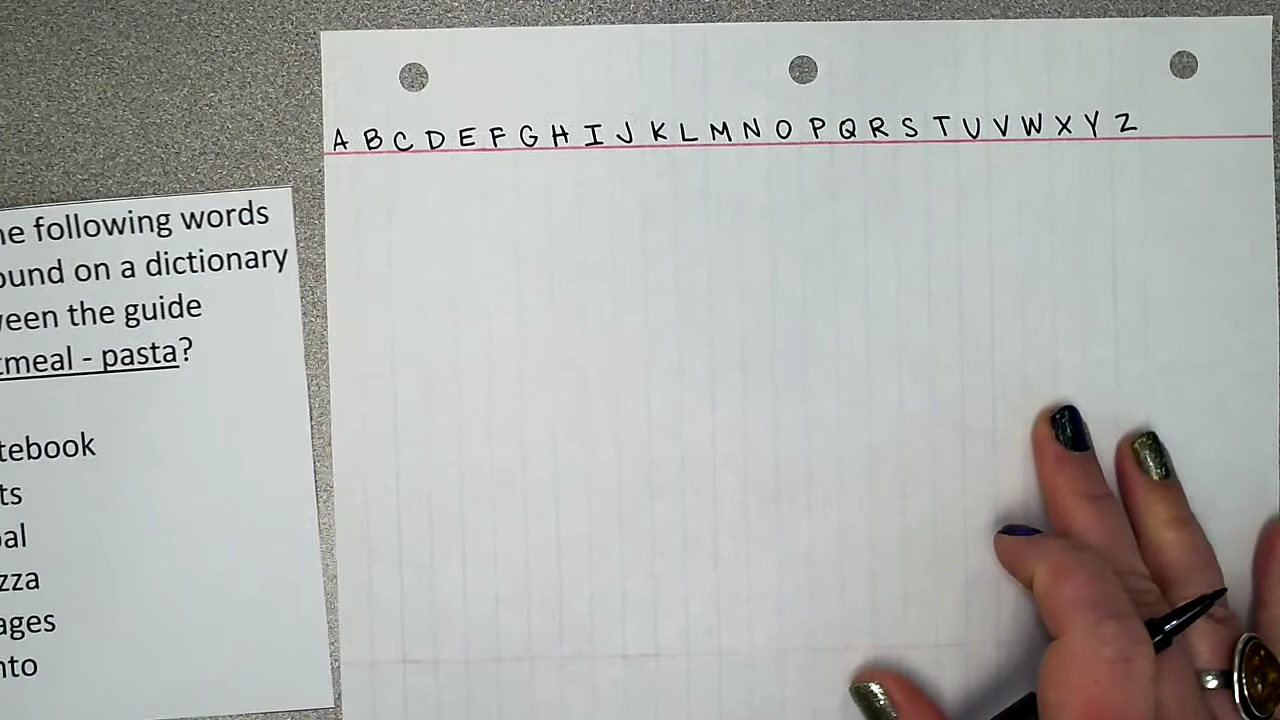 A B C D E F G H I J K L M N O P Q R S T U V W X Y Z
he following words
ound on a dictionary
ween the guide
tmeal - pasta?
tebook
ts
al
zza
ages
nto